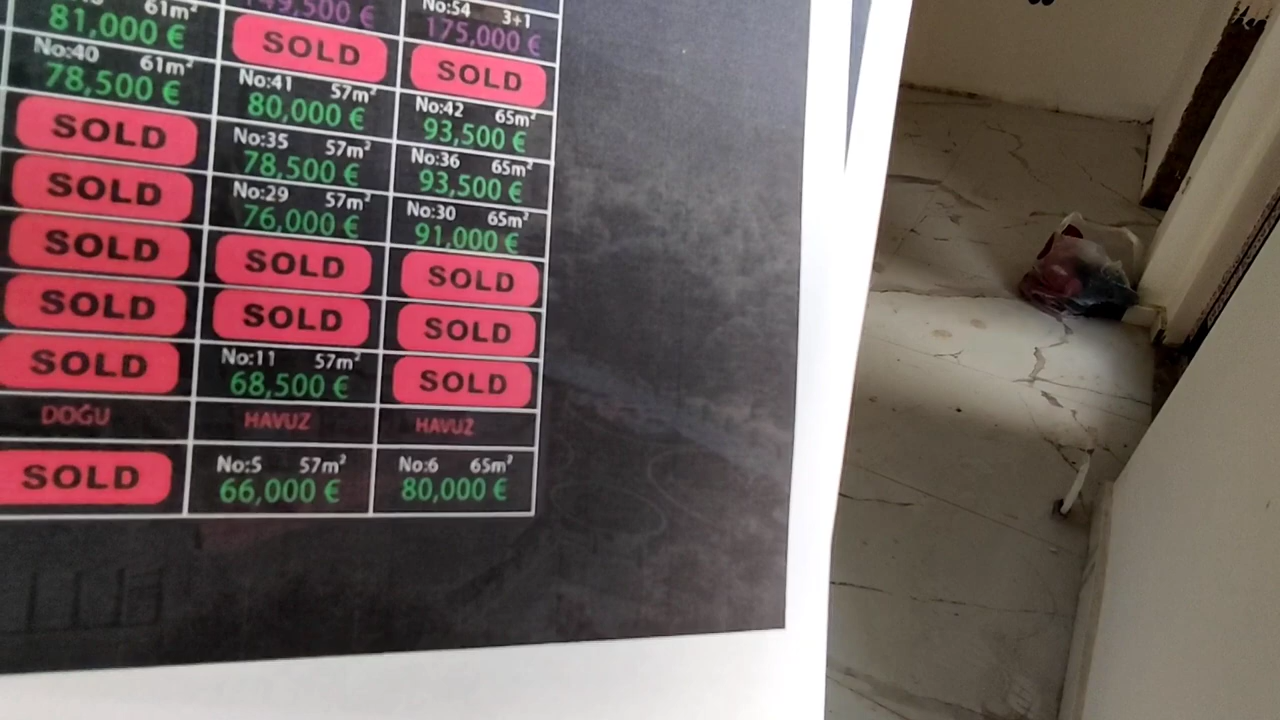 61m² 149,500 € No:54 3+1
81,000 € SOLD 175,000 €
No:40 61m² SOLD
78,500 € No:41 57m²
80,000 € No:42 65m²
SOLD 93,500 €
No:35 57m²
78,500 € No:36 65m²
SOLD 93,500 €
No:29 57m²
76,000 € No:30 65m²
SOLD 91,000 €
SOLD SOLD
SOLD SOLD SOLD
SOLD No:11 57m² SOLD
68,500 €
DOĞU HAVUZ HAVUZ
SOLD No:5 57m² No:6 65m²
66,000 € 80,000 €